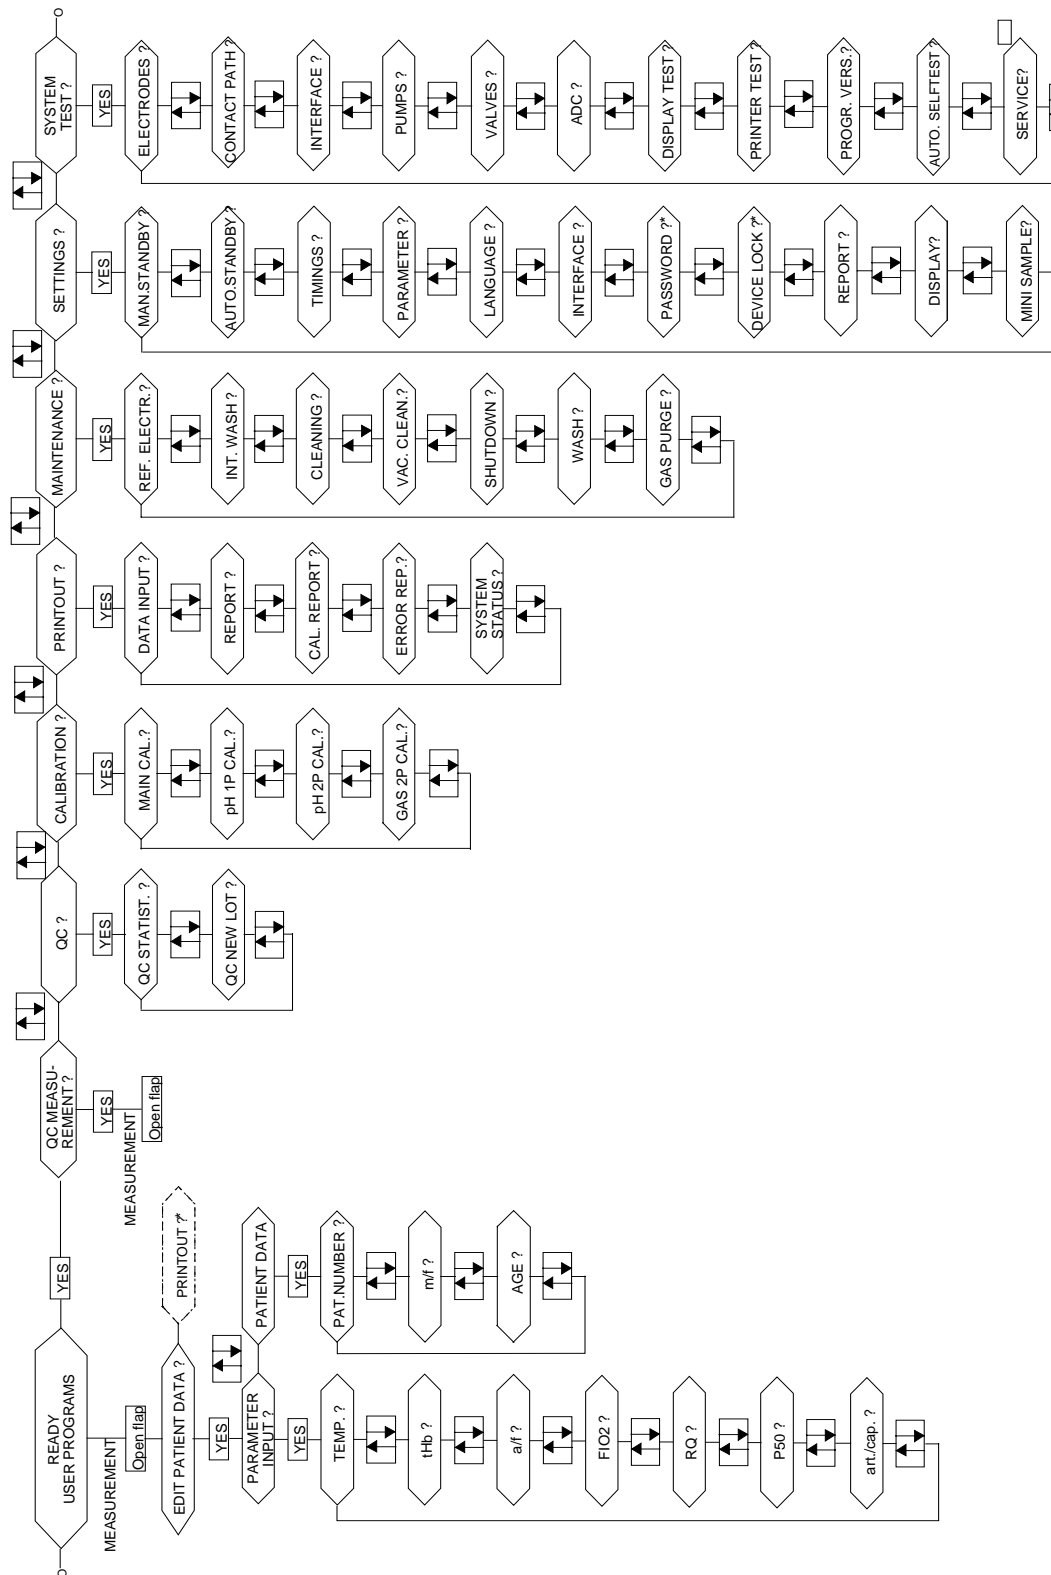 READY
USER PROGRAMS
MEASUREMENT
Open flap
EDIT PATIENT DATA ?
PRINTOUT ?*
YES
PARAMETER
INPUT ?
YES
TEMP. ?
tHb ?
a/f ?
FIO2 ?
RQ ?
P50 ?
art./cap. ?
PATIENT DATA
YES
PAT.NUMBER ?
m/f ?
AGE ?
YES
QC MEASU-
REMENT ?
YES
MEASUREMENT
Open flap
QC ?
YES
QC STATIST. ?
QC NEW LOT ?
CALIBRATION ?
YES
MAIN CAL.?
pH 1P CAL.?
pH 2P CAL.?
GAS 2P CAL.?
PRINTOUT ?
YES
DATA INPUT ?
REPORT ?
CAL. REPORT ?
ERROR REP.?
SYSTEM
STATUS ?
MAINTENANCE ?
YES
REF. ELECTR.?
INT. WASH ?
CLEANING ?
VAC. CLEAN.?
SHUTDOWN ?
WASH ?
GAS PURGE ?
SETTINGS ?
YES
MAN.STANDBY ?
AUTO.STANDBY ?
TIMINGS ?
PARAMETER ?
LANGUAGE ?
INTERFACE ?
PASSWORD ?*
DEVICE LOCK ?*
REPORT ?
DISPLAY?
MINI SAMPLE?
SYSTEM
TEST ?
YES
ELECTRODES ?
CONTACT PATH ?
INTERFACE ?
PUMPS ?
VALVES ?
ADC ?
DISPLAY TEST ?
PRINTER TEST ?
PROGR. VERS.?
AUTO. SELFTEST ?
SERVICE?